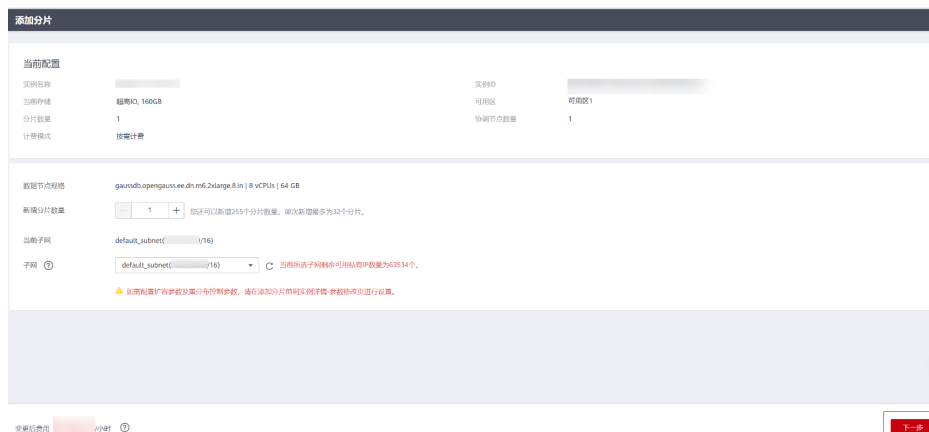 添加分片
当前配置
实例名称 实例ID
当前存储 超高IO, 160GB 可用区 可用区1
分片数量 1 协调节点数量 1
计费模式 按需计费
数据节点规格 gaussdb.opengauss.ee.dn.m6.2xlarge.8.in | 8 vCPUs | 64 GB
新增分片数量 1 您还可以新增255个分片数量，单次新增最多为32个分片。
当前子网 default_subnet( /16)
子网 default_subnet( /16) 当前所选子网剩余可用私有IP数量为63534个。
如需配置扩容参数及重分布控制参数，请在添加分片前到实例详情-参数修改页进行设置。
变更后费用 /小时 下一步